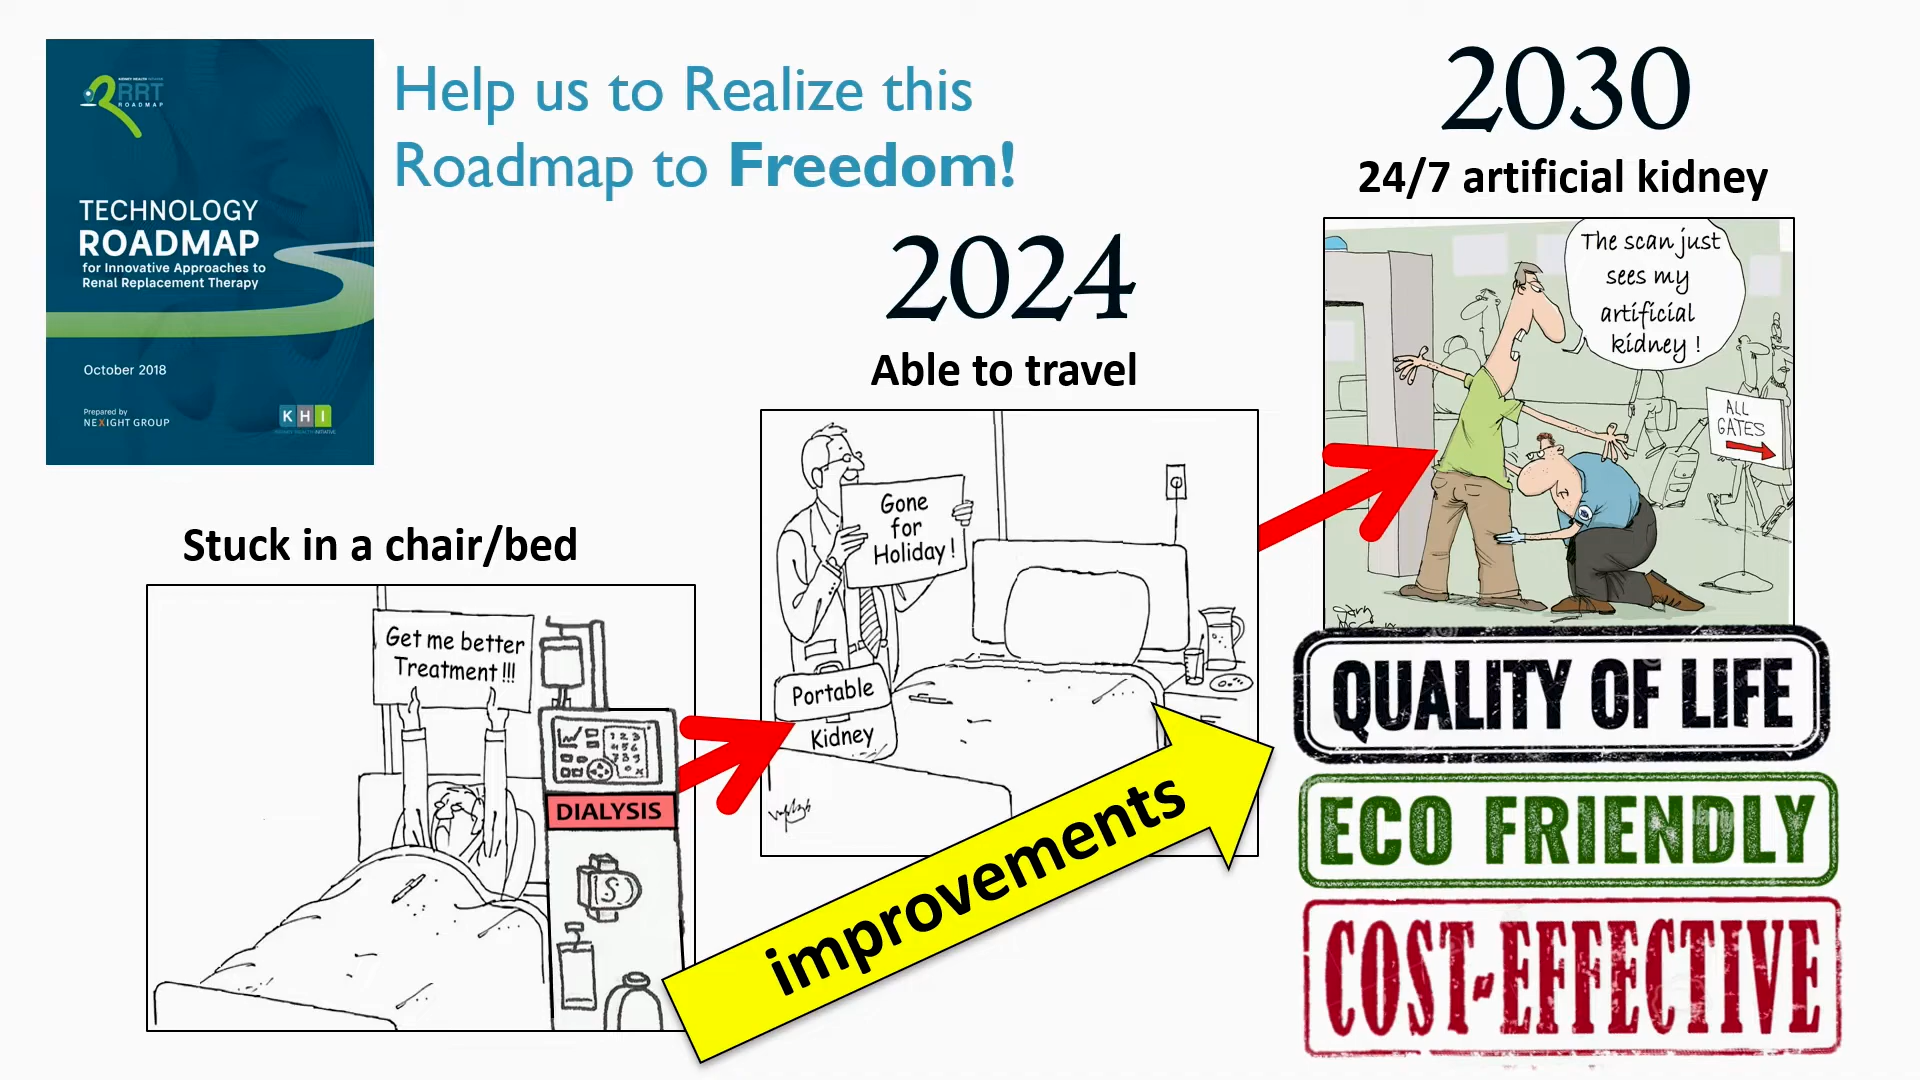 RRT
ROADMAP
TECHNOLOGY
ROADMAP
for Innovative Approaches to
Renal Replacement Therapy
October 2018
Prepared by
NEXIGHT GROUP
KHI
Help us to Realize this
Roadmap to Freedom!
Stuck in a chair/bed
Get me better
Treatment !!!
DIALYSIS
2024
Able to travel
Gone
for
Holiday !
Portable
Kidney
improvements
2030
24/7 artificial kidney
The scan just
sees my
artificial
kidney !
ALL
GATES
QUALITY OF LIFE
ECO FRIENDLY
COST-EFFECTIVE